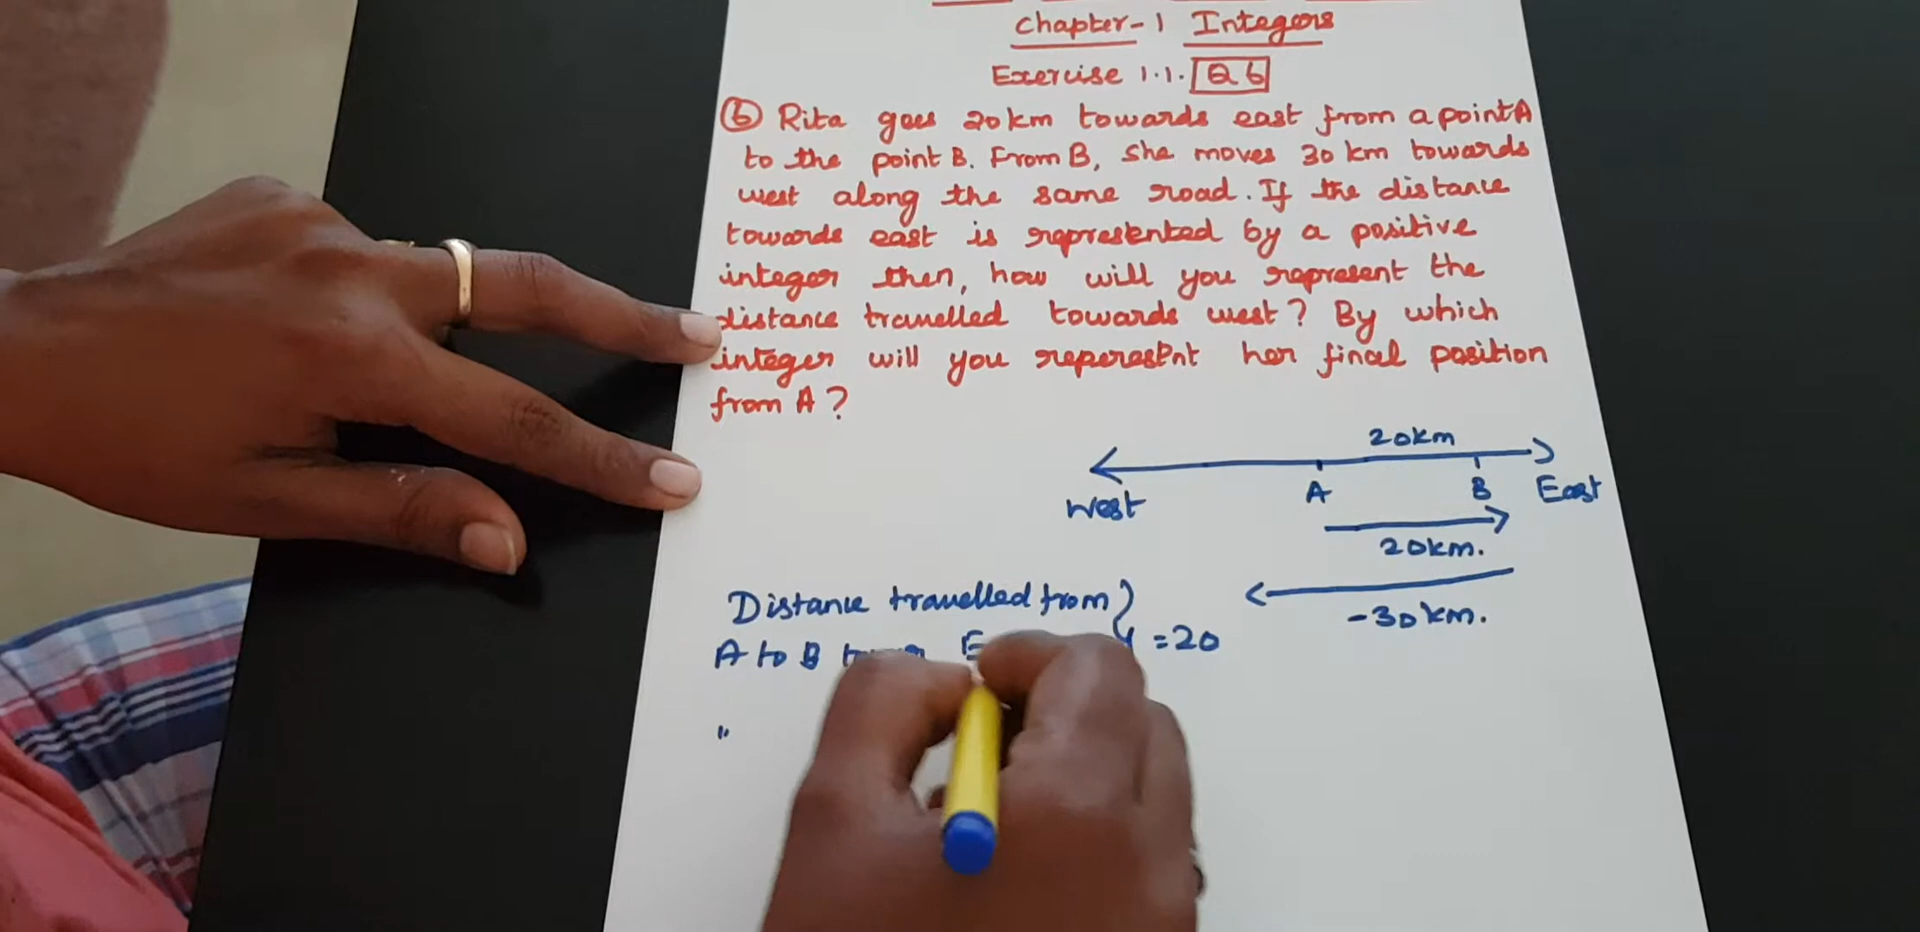 Chapter-1 Integers
Exercise 1.1. Q6
6 Rita goes 20km towards east from a point A
to the point B. From B, she moves 30 km towards
west along the same road. If the distance
towards east is represented by a positive
integer then, how will you represent the
distance travelled towards west? By which
integer will you reperesent her final position
from A?
20km
West A B East
20km.
-30km.
Distance travelled from
A to B = 20
"